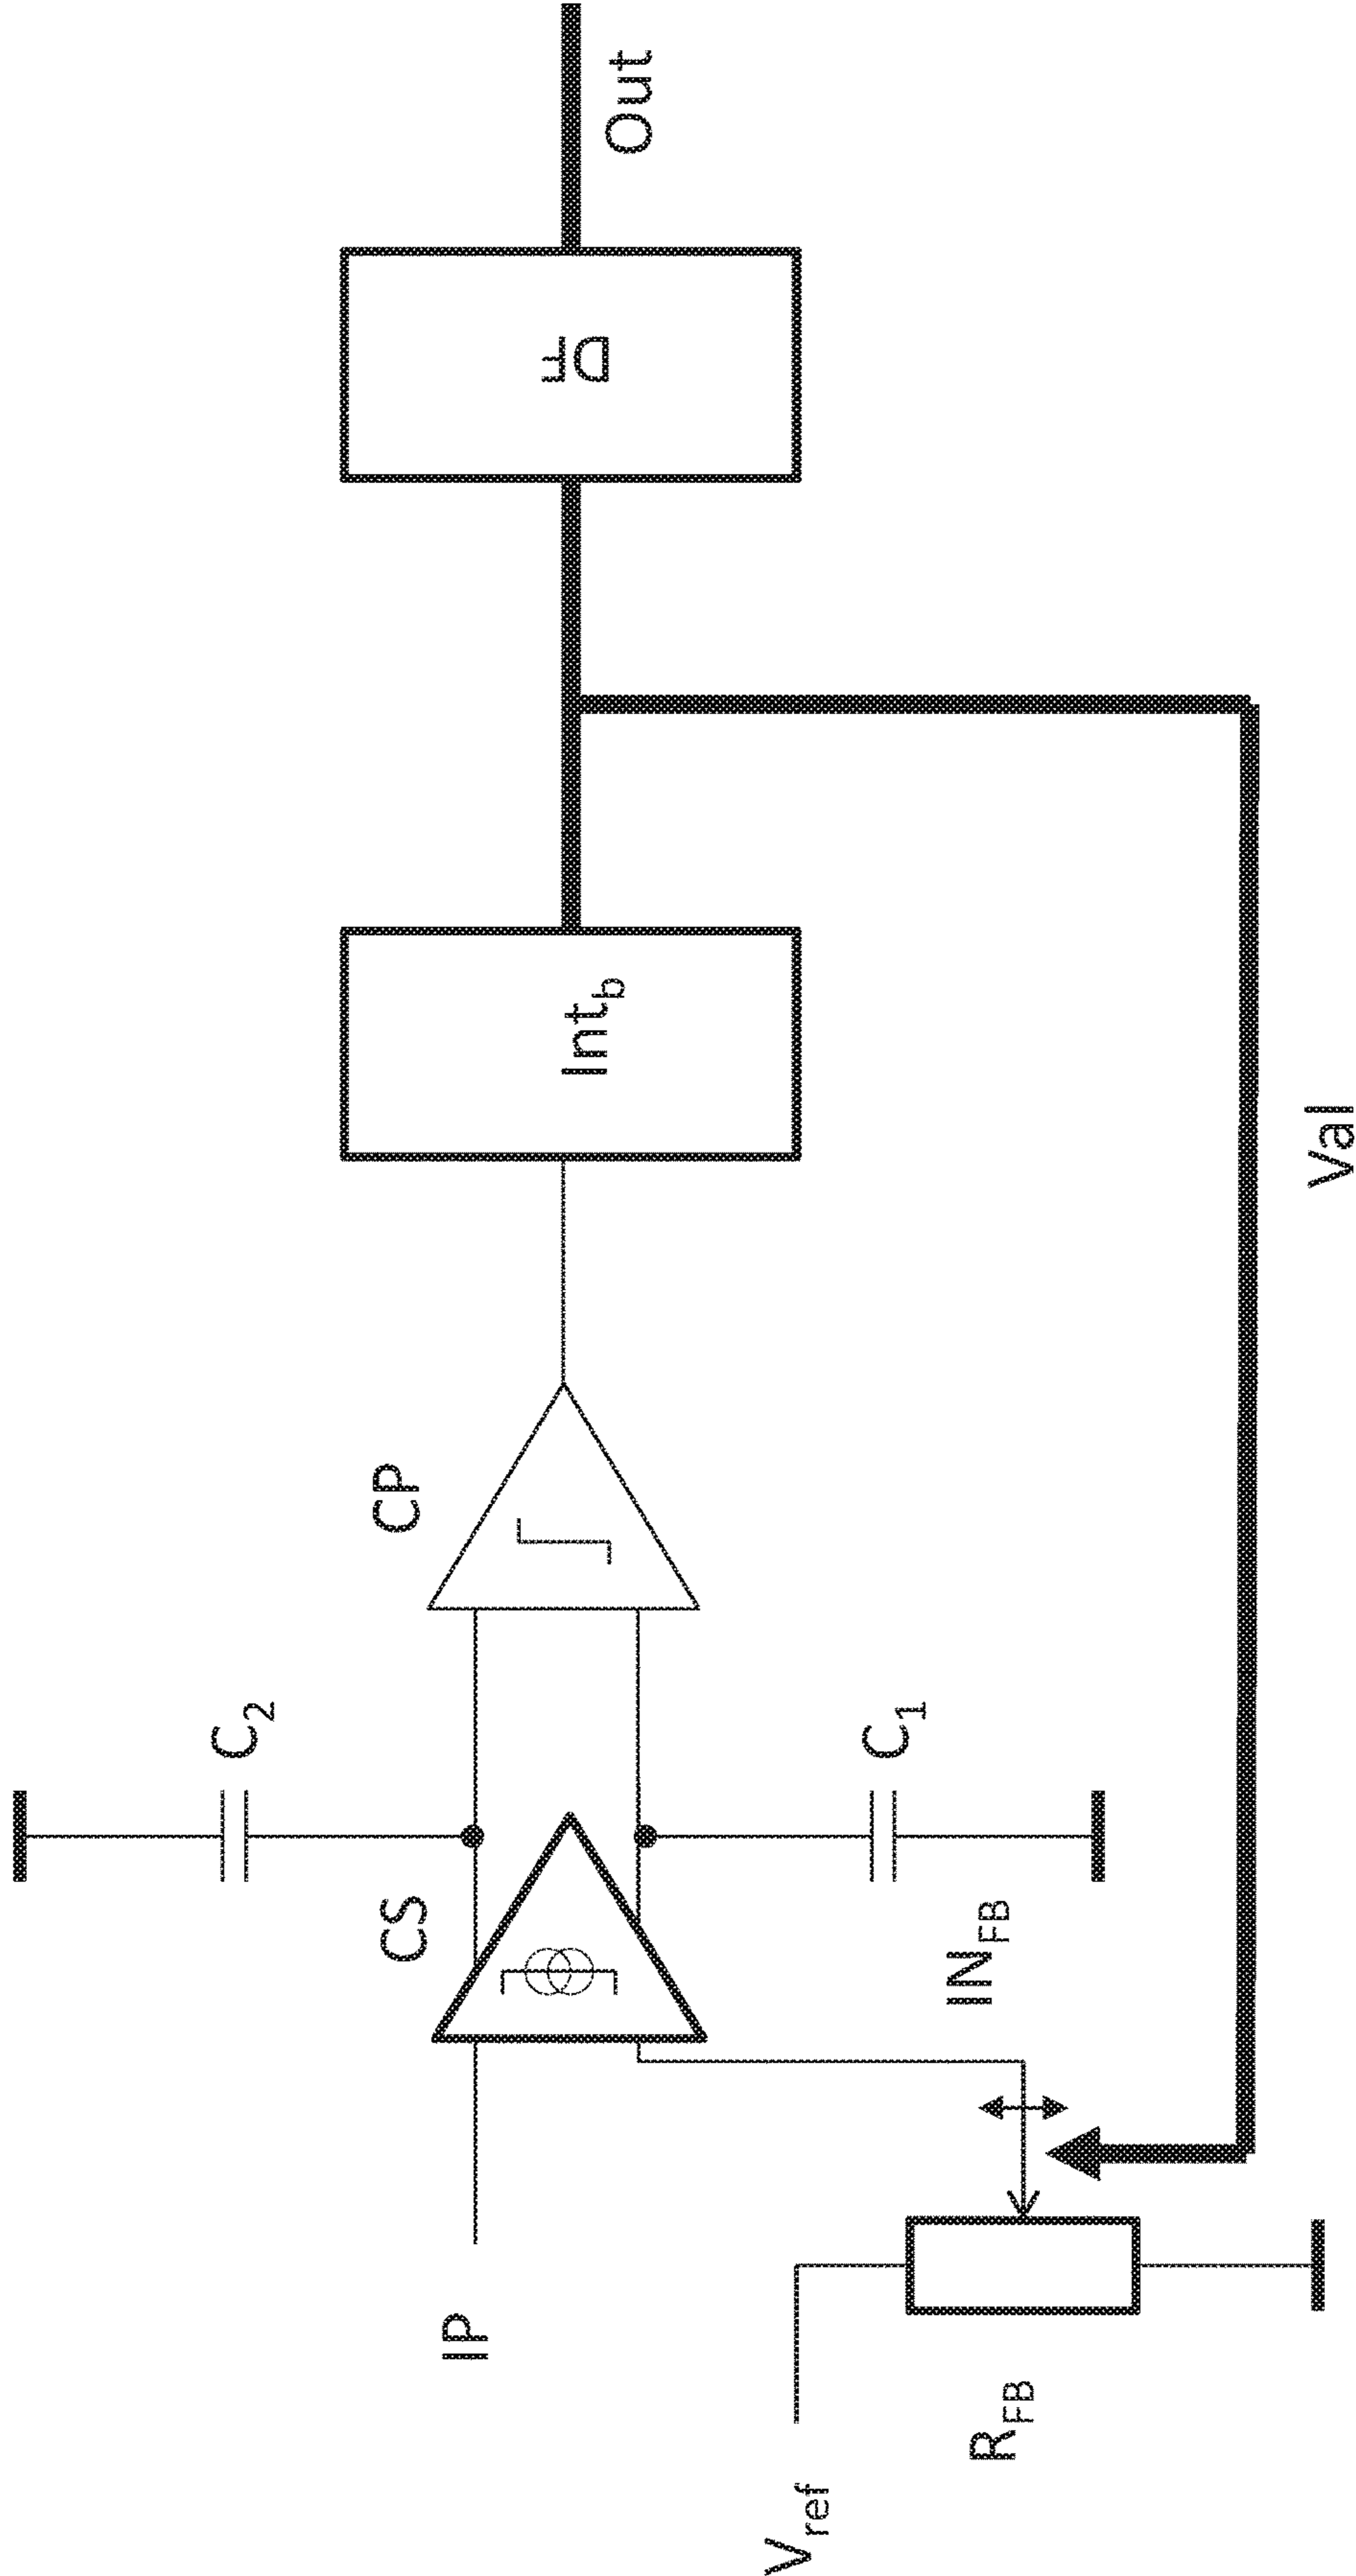 IP
V_ref
R_FB
IN_FB
CS
C_2
C_1
CP
Int_b
Val
DF
Out